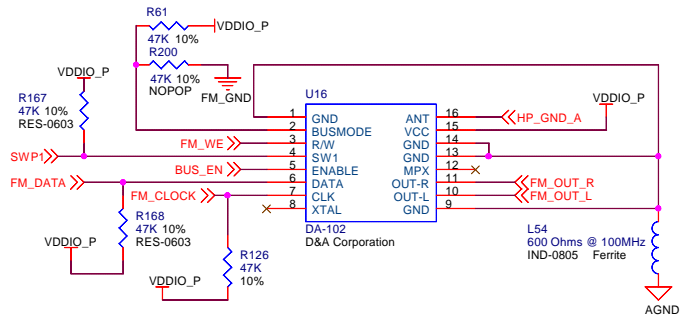 R61
47K 10%
VDDIO_P
R200
47K 10%
NOPOP
FM_GND
VDDIO_P
R167
47K 10%
RES-0603
SWP1
FM_WE
BUS_EN
FM_DATA
FM_CLOCK
R168
47K 10%
RES-0603
VDDIO_P
R126
47K
10%
VDDIO_P
U16
1 GND
2 BUSMODE
3 R/W
4 SW1
5 ENABLE
6 DATA
7 CLK
8 XTAL
ANT 16
VCC 15
GND 14
GND 13
MPX 12
OUT-R 11
OUT-L 10
GND 9
DA-102
D&A Corporation
HP_GND_A
VDDIO_P
FM_OUT_R
FM_OUT_L
L54
600 Ohms @ 100MHz
IND-0805 Ferrite
AGND